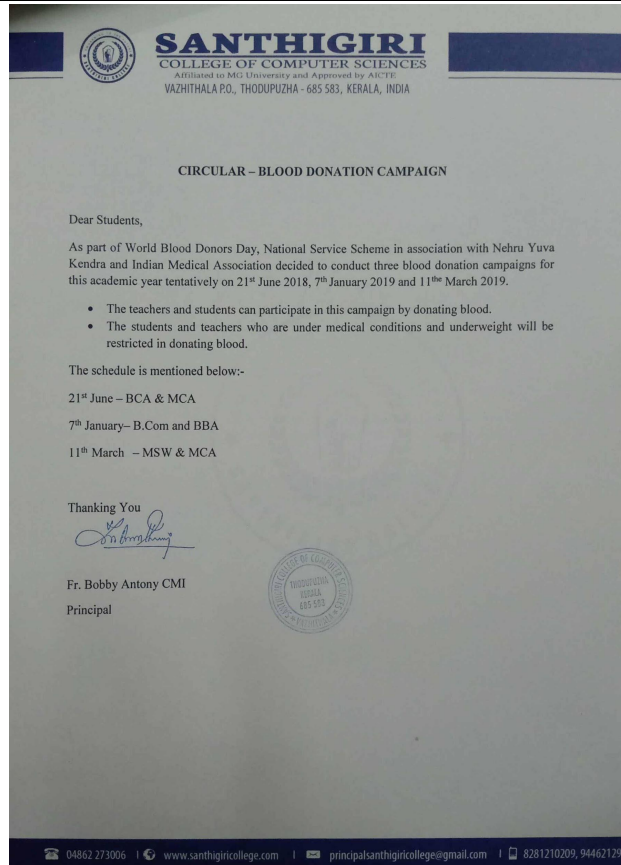 SANTHIGIRI
COLLEGE OF COMPUTER SCIENCES
Affiliated to MG University and Approved by AICTE
VAZHITHALA P.O., THODUPUZHA - 685 583, KERALA, INDIA
CIRCULAR – BLOOD DONATION CAMPAIGN
Dear Students,
As part of World Blood Donors Day, National Service Scheme in association with Nehru Yuva
Kendra and Indian Medical Association decided to conduct three blood donation campaigns for
this academic year tentatively on 21st June 2018, 7th January 2019 and 11the March 2019.
• The teachers and students can participate in this campaign by donating blood.
• The students and teachers who are under medical conditions and underweight will be
restricted in donating blood.
The schedule is mentioned below:-
21st June – BCA & MCA
7th January– B.Com and BBA
11th March – MSW & MCA
Thanking You
Fr. Bobby Antony CMI
Principal
COLLEGE OF COMPUTER SCIENCES
THODUPUZHA
KERALA
685 583
04862 273006 I www.santhigiricollege.com I principalsanthigiricollege@gmail.com I 8281210209, 94462129